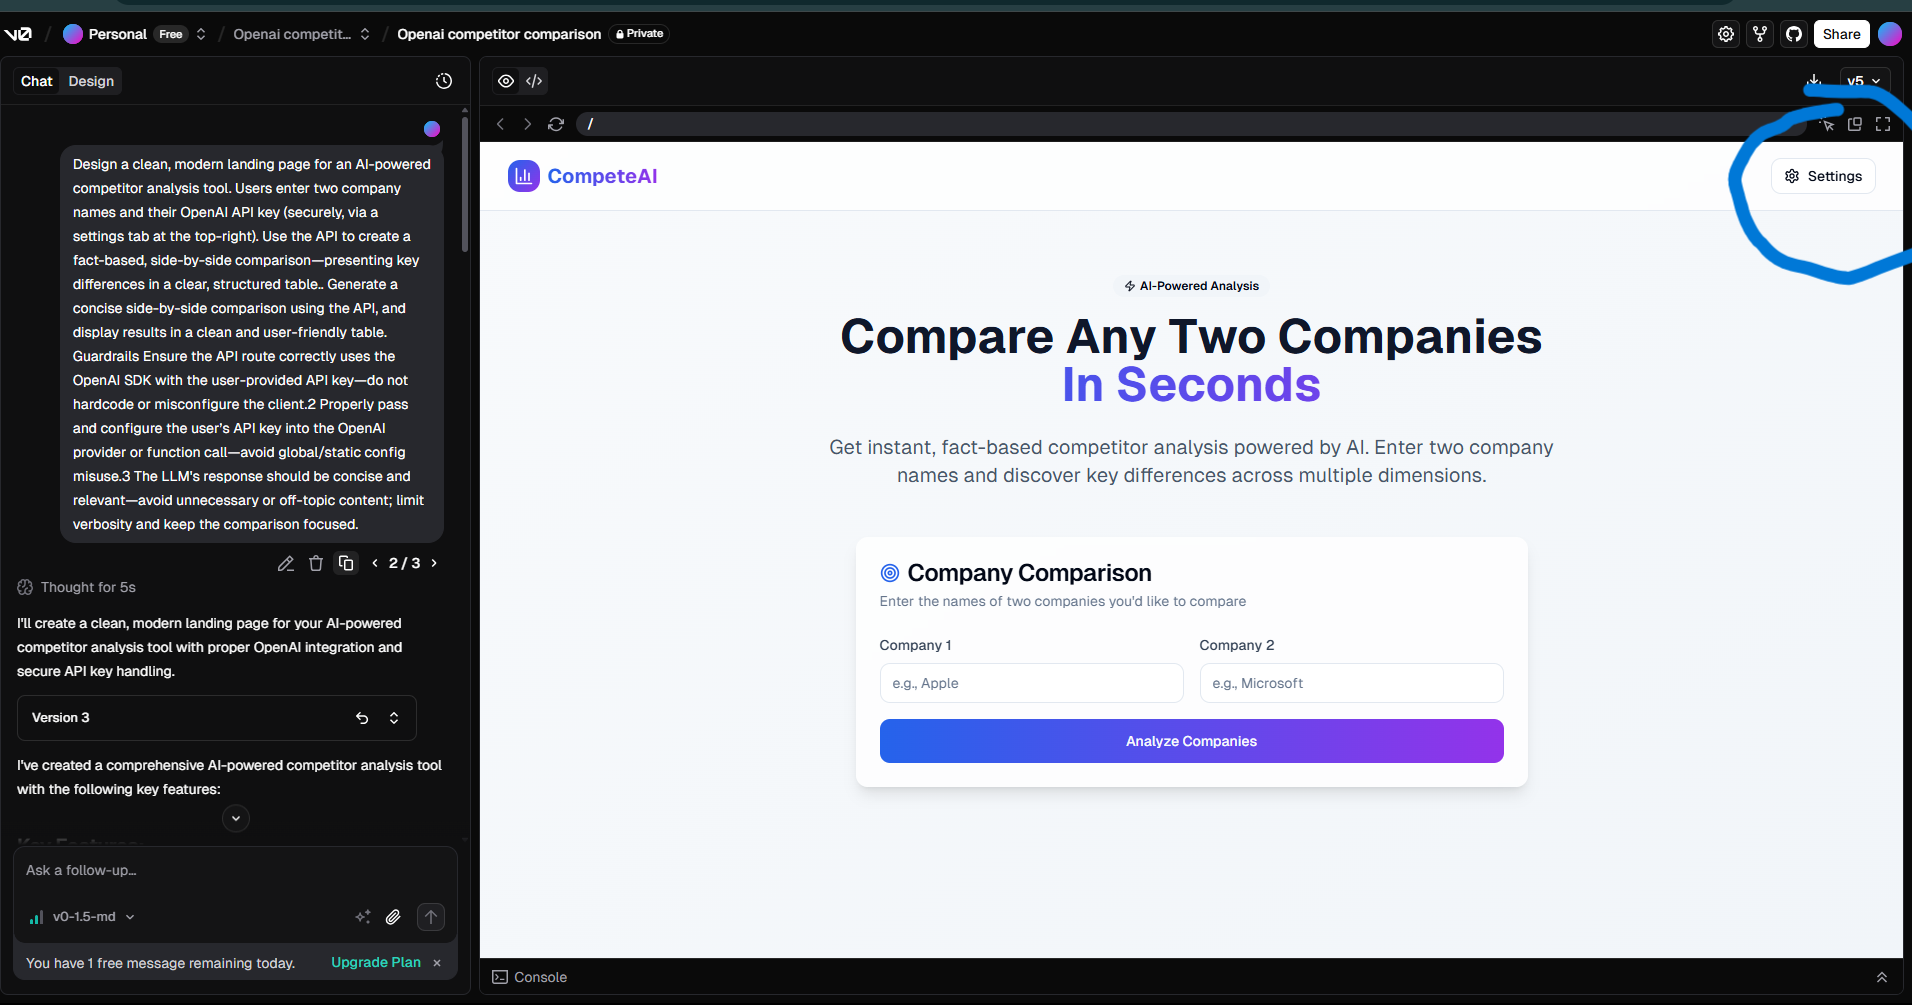 v0 / Personal Free / Openai competit... / Openai competitor comparison Private
Share
Chat Design
v5
/
Design a clean, modern landing page for an AI-powered
competitor analysis tool. Users enter two company
names and their OpenAI API key (securely, via a
settings tab at the top-right). Use the API to create a
fact-based, side-by-side comparison—presenting key
differences in a clear, structured table.. Generate a
concise side-by-side comparison using the API, and
display results in a clean and user-friendly table.
Guardrails Ensure the API route correctly uses the
OpenAI SDK with the user-provided API key—do not
hardcode or misconfigure the client.2 Properly pass
and configure the user's API key into the OpenAI
provider or function call—avoid global/static config
misuse.3 The LLM's response should be concise and
relevant—avoid unnecessary or off-topic content; limit
verbosity and keep the comparison focused.
2 / 3
Thought for 5s
I'll create a clean, modern landing page for your AI-powered
competitor analysis tool with proper OpenAI integration and
secure API key handling.
Version 3
I've created a comprehensive AI-powered competitor analysis tool
with the following key features:
Key Features:
Ask a follow-up...
v0-1.5-md
You have 1 free message remaining today. Upgrade Plan ×
CompeteAI
Settings
AI-Powered Analysis
Compare Any Two Companies
In Seconds
Get instant, fact-based competitor analysis powered by AI. Enter two company
names and discover key differences across multiple dimensions.
Company Comparison
Enter the names of two companies you'd like to compare
Company 1 Company 2
e.g., Apple e.g., Microsoft
Analyze Companies
Console